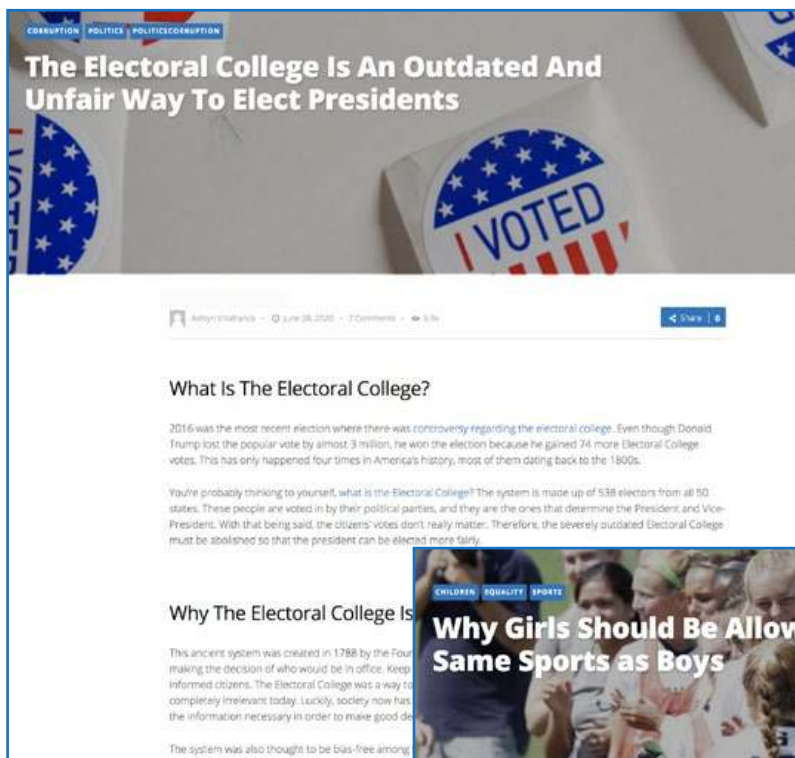 CORRUPTION POLITICS POLITICSCORRUPTION
The Electoral College Is An Outdated And
Unfair Way To Elect Presidents
I VOTED
June 28, 2020 • 7 Comments •
Share 0
What Is The Electoral College?
2016 was the most recent election where there was controversy regarding the electoral college. Even though Donald
Trump lost the popular vote by almost 3 million, he won the election because he gained 74 more Electoral College
votes. This has only happened four times in America's history, most of them dating back to the 1800s.
You're probably thinking to yourself, what is the Electoral College? The system is made up of 538 electors from all 50
states. These people are voted in by their political parties, and they are the ones that determine the President and Vice-
President. With that being said, the citizens' votes don't really matter. Therefore, the severely outdated Electoral College
must be abolished so that the president can be elected more fairly.
Why The Electoral College Is
This ancient system was created in 1788 by the Four
making the decision of who would be in office. Keep
informed citizens. The Electoral College was a way to
completely irrelevant today. Luckily, society now has
the information necessary in order to make good de
The system was also thought to be bias-free among
CHILDREN EQUALITY SPORTS
Why Girls Should Be Allow
Same Sports as Boys